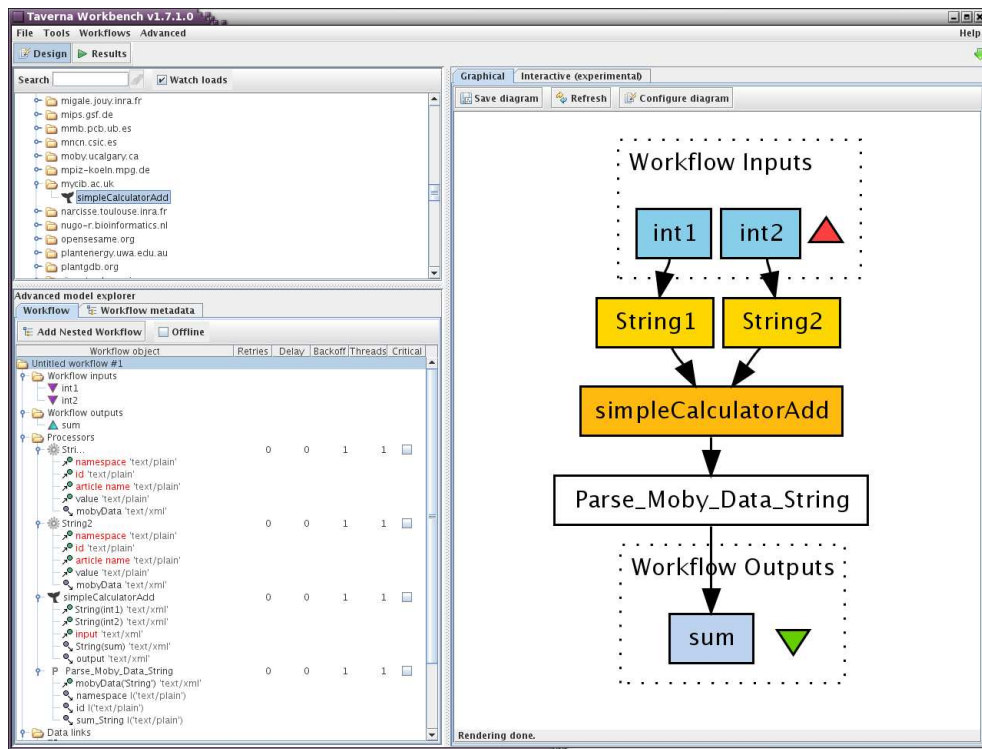 Taverna Workbench v1.7.1.0
File Tools Workflows Advanced Help
Design Results
Search Watch loads
migale.jouy.inra.fr
mips.gsf.de
mmb.pcb.ub.es
mncn.csic.es
moby.ucalgary.ca
mpiz-koeln.mpg.de
mycib.ac.uk
simpleCalculatorAdd
narcisse.toulouse.inra.fr
nugo-r.bioinformatics.nl
opensesame.org
plantenergy.uwa.edu.au
plantgdb.org
Advanced model explorer
Workflow Workflow metadata
Add Nested Workflow Offline
Workflow object Retries Delay Backoff Threads Critical
Untitled workflow #1
Workflow inputs
int1
int2
Workflow outputs
sum
Processors
Stri... 0 0 1 1
namespace 'text/plain'
id 'text/plain'
article name 'text/plain'
value 'text/plain'
mobyData 'text/xml'
String2 0 0 1 1
namespace 'text/plain'
id 'text/plain'
article name 'text/plain'
value 'text/plain'
mobyData 'text/xml'
simpleCalculatorAdd 0 0 1 1
String(int1) 'text/xml'
String(int2) 'text/xml'
input 'text/xml'
String(sum) 'text/xml'
output 'text/xml'
P Parse_Moby_Data_String 0 0 1 1
mobyData('String') 'text/xml'
namespace l('text/plain')
id l('text/plain')
sum_String l('text/plain')
Data links
Graphical Interactive (experimental)
Save diagram Refresh Configure diagram
Workflow Inputs
int1 int2
String1 String2
simpleCalculatorAdd
Parse_Moby_Data_String
Workflow Outputs
sum
Rendering done.